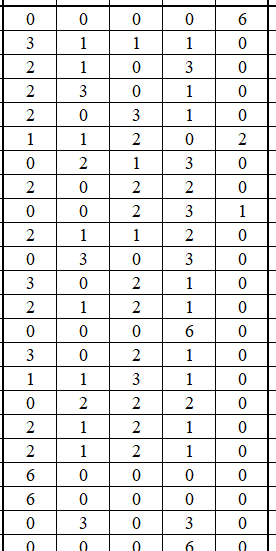 0 0 0 0 6
3 1 1 1 0
2 1 0 3 0
2 3 0 1 0
2 0 3 1 0
1 1 2 0 2
0 2 1 3 0
2 0 2 2 0
0 0 2 3 1
2 1 1 2 0
0 3 0 3 0
3 0 2 1 0
2 1 2 1 0
0 0 0 6 0
3 0 2 1 0
1 1 3 1 0
0 2 2 2 0
2 1 2 1 0
2 1 2 1 0
6 0 0 0 0
6 0 0 0 0
0 3 0 3 0
0 0 0 6 0